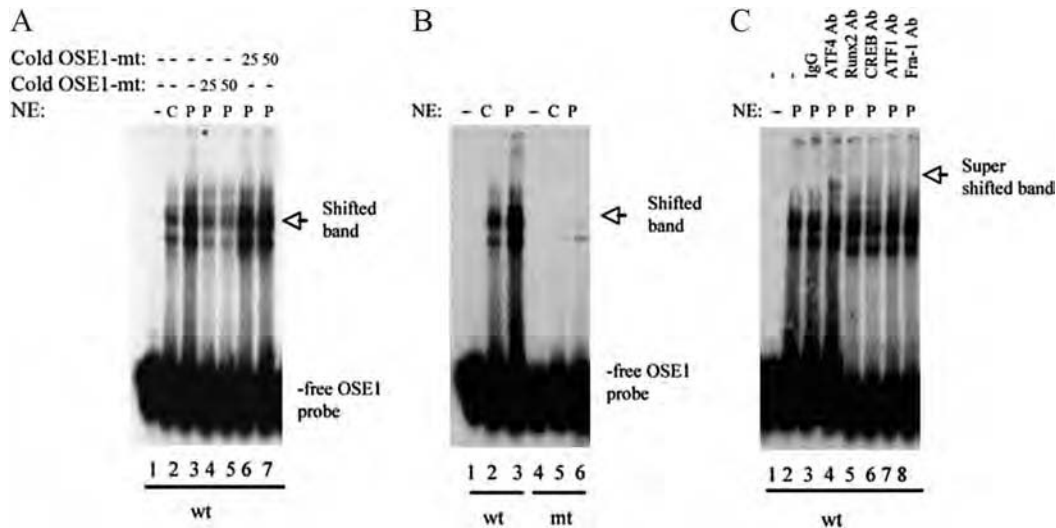 A
Cold OSE1-mt: - - - - - 25 50
Cold OSE1-mt: - - - 25 50 - -
NE: - C P P P P P
Shifted
band
-free OSE1
probe
1 2 3 4 5 6 7
wt
B
NE: - C P - C P
Shifted
band
-free OSE1
probe
1 2 3 4 5 6
wt mt
C
- - IgG ATF4 Ab Runx2 Ab CREB Ab ATF1 Ab Fra-1 Ab
NE: - P P P P P P P
Super
shifted band
1 2 3 4 5 6 7 8
wt